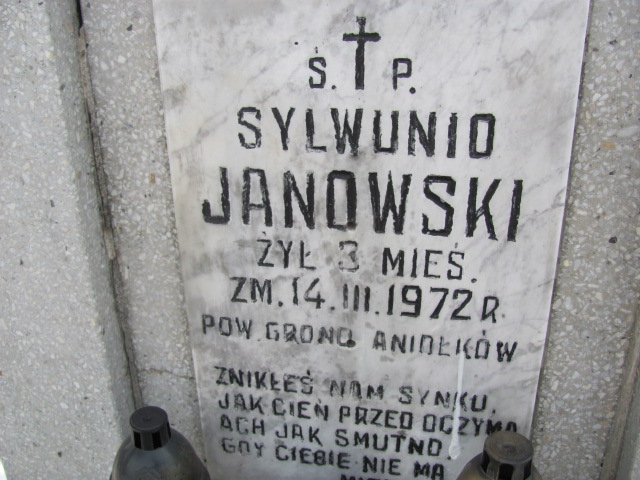 Ś. P.
SYLWUNIO
JANOWSKI
ŻYŁ 3 MIEŚ.
ZM. 14.III.1972 R.
POW. GRONO ANIOŁKÓW
ZNIKŁEŚ NAM SYNKU,
JAK CIEŃ PRZED OCZYMA
ACH JAK SMUTNO,
GDY CIEBIE NIE MA